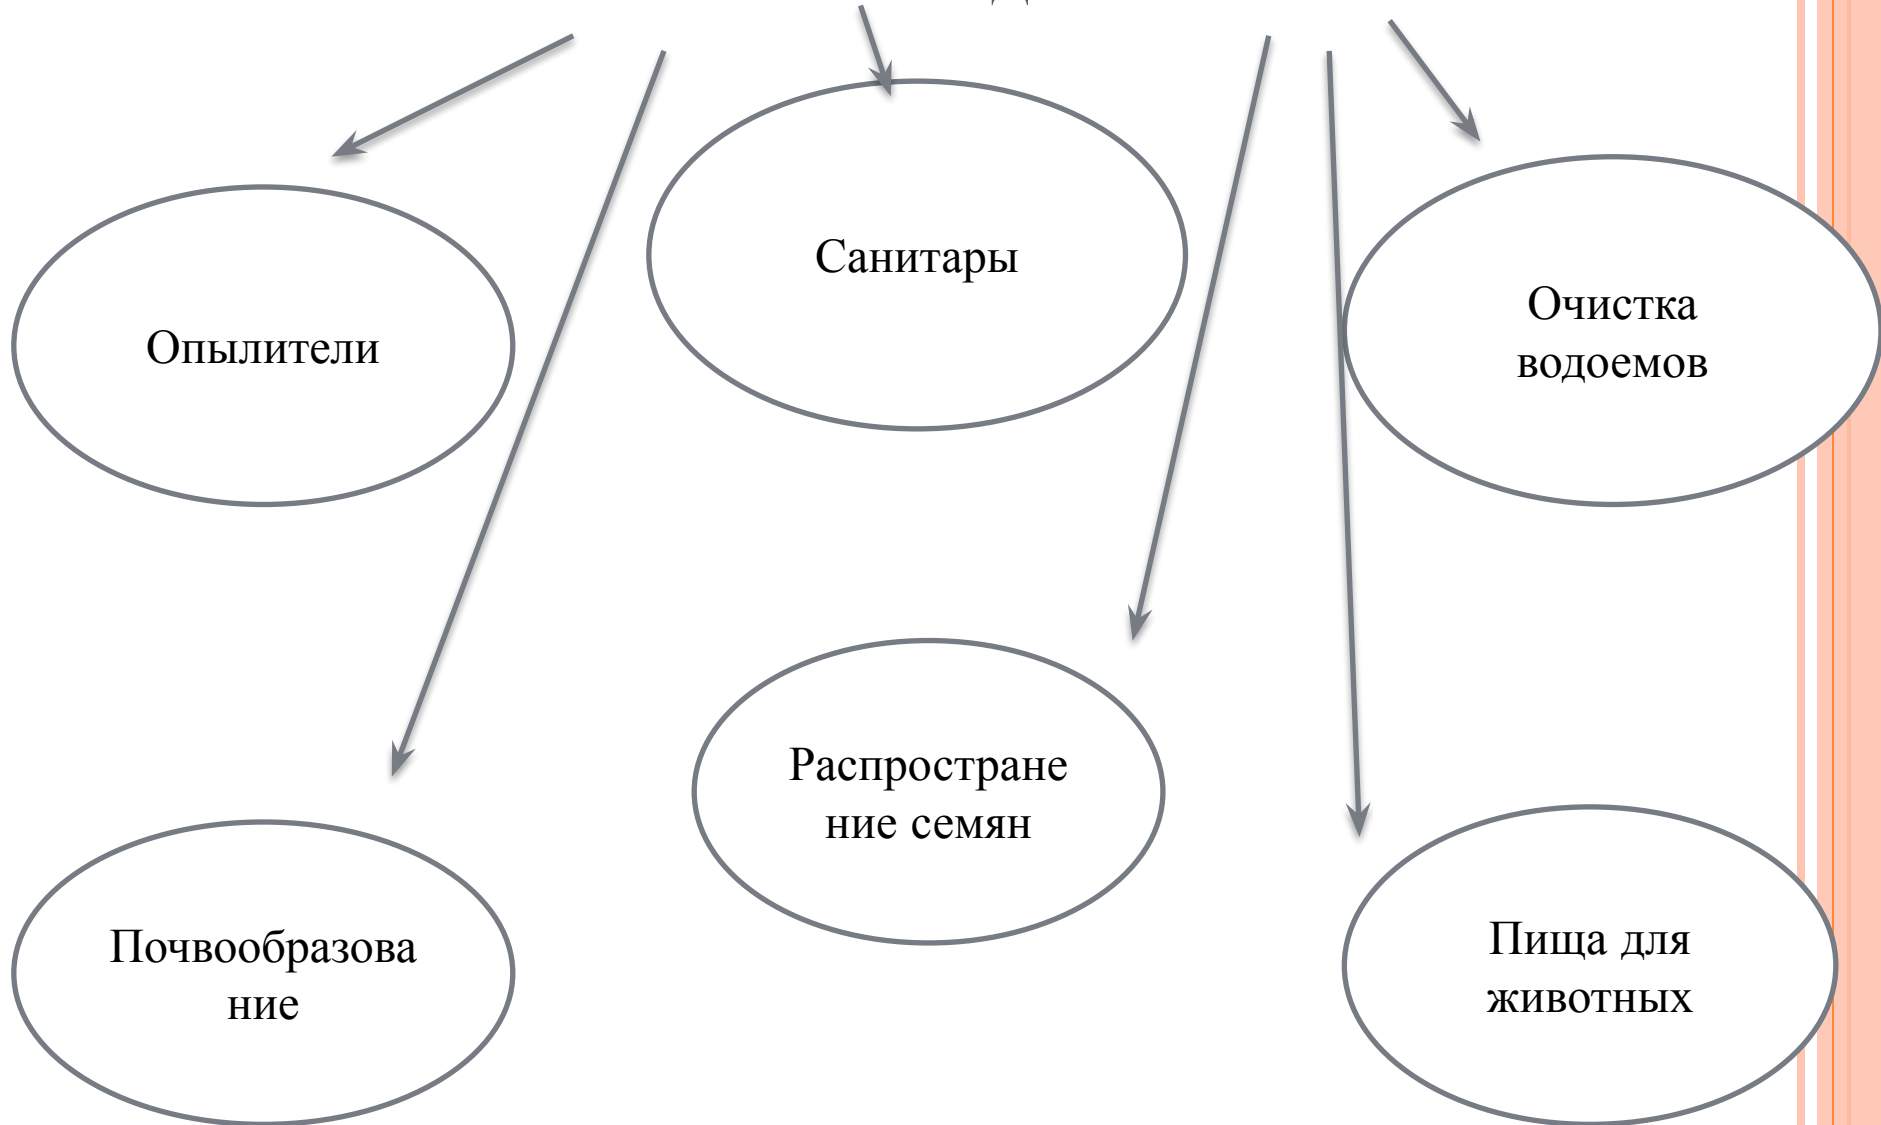 Опылители
Санитары
Очистка
водоемов
Почвообразова
ние
Распростране
ние семян
Пища для
животных